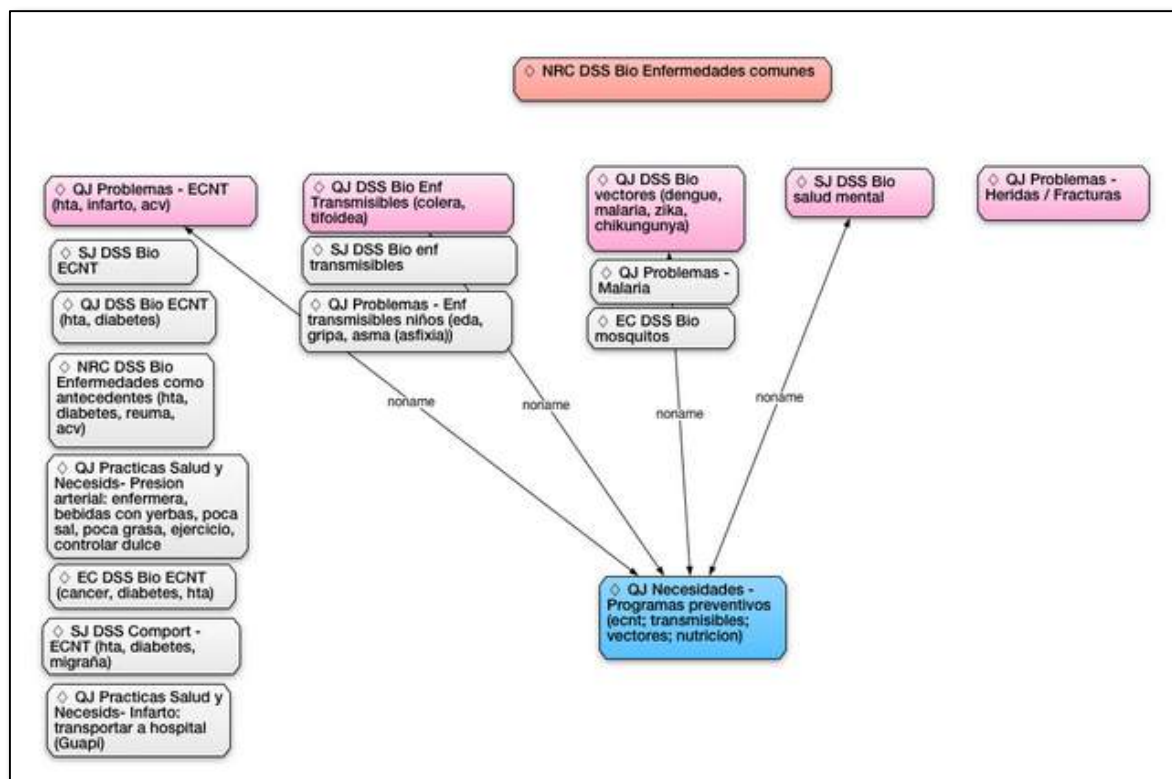 ◇ NRC DSS Bio Enfermedades comunes
◇ QJ Problemas - ECNT
(hta, infarto, acv)
◇ SJ DSS Bio
ECNT
◇ QJ DSS Bio ECNT
(hta, diabetes)
◇ NRC DSS Bio
Enfermedades como
antecedentes (hta,
diabetes, reuma,
acv)
◇ QJ Practicas Salud y
Necesids- Presion
arterial: enfermera,
bebidas con yerbas, poca
sal, poca grasa, ejercicio,
controlar dulce
◇ EC DSS Bio ECNT
(cancer, diabetes, hta)
◇ SJ DSS Comport -
ECNT (hta, diabetes,
migraña)
◇ QJ Practicas Salud y
Necesids- Infarto:
transportar a hospital
(Guapi)
◇ QJ DSS Bio Enf
Transmisibles (colera,
tifoidea)
◇ SJ DSS Bio enf
transmisibles
◇ QJ Problemas - Enf
transmisibles niños (eda,
gripa, asma (asfixia))
◇ QJ DSS Bio
vectores (dengue,
malaria, zika,
chikungunya)
◇ QJ Problemas -
Malaria
◇ EC DSS Bio
mosquitos
◇ SJ DSS Bio
salud mental
◇ QJ Problemas -
Heridas / Fracturas
noname
noname
noname
noname
◇ QJ Necesidades -
Programas preventivos
(ecnt; transmisibles;
vectores; nutricion)